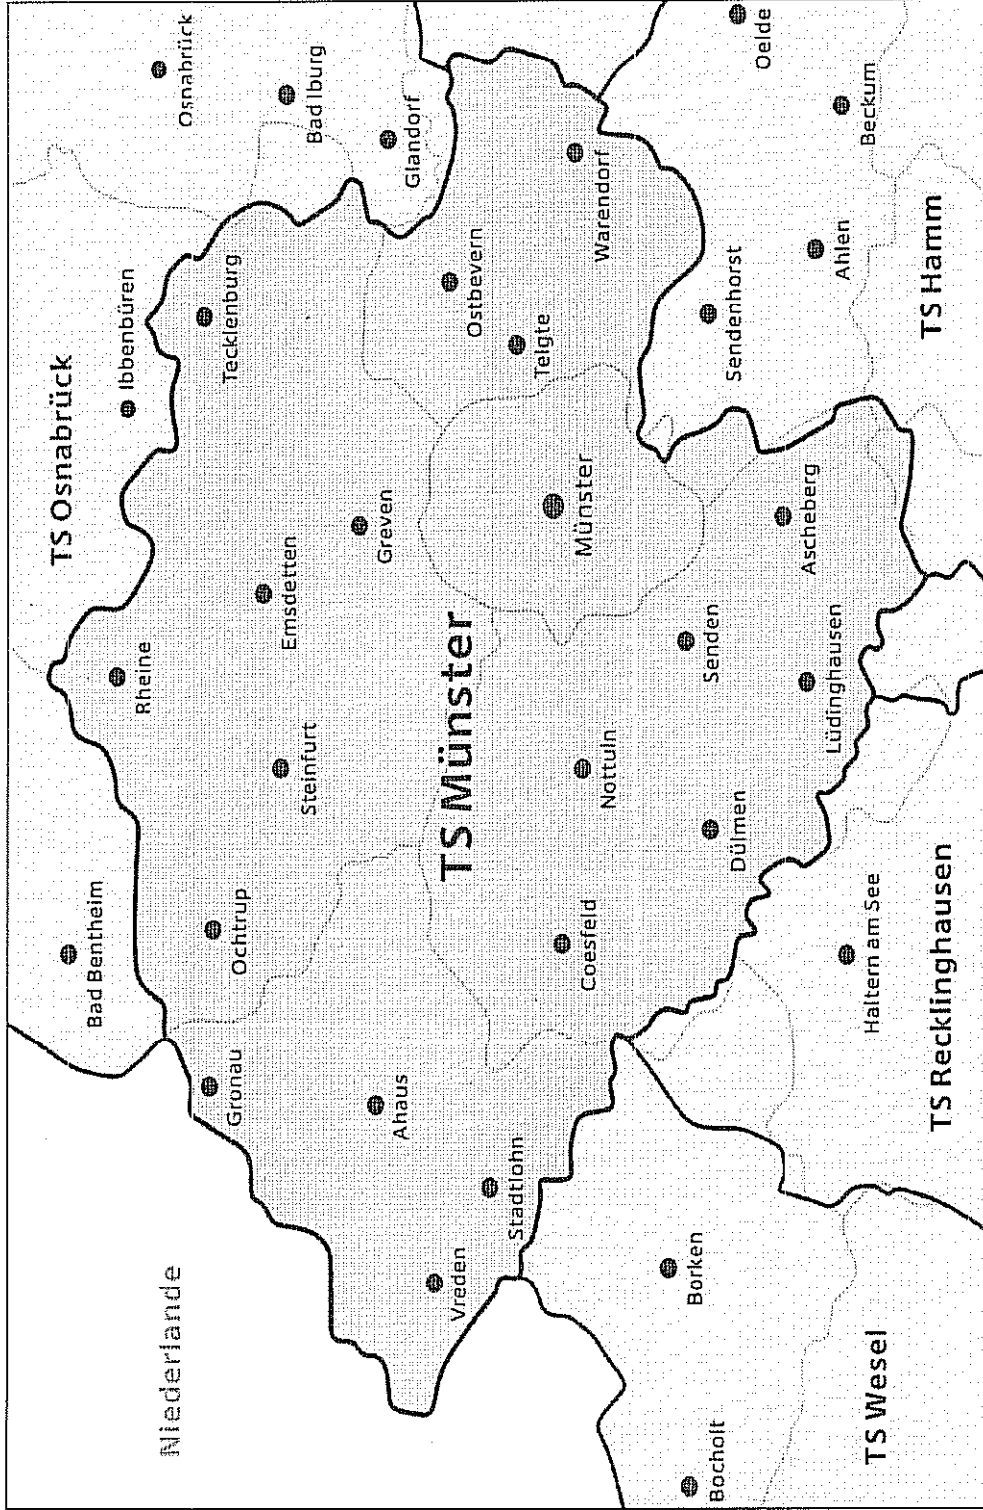 Niederlande
Bad Bentheim
TS Osnabrück
Ibbenbüren
Osnabrück
Rheine
Bad Iburg
Gronau
Ochtrup
Tecklenburg
Emsdetten
Steinfurt
Glandorf
Greven
Ahaus
Vreden
TS Münster
Ostbevern
Stadtlohn
Telgte
Warendorf
Münster
Coesfeld
Nottuln
Senden
Dülmen
Sendenhorst
Oelde
Ascheberg
Lüdinghausen
Ahlen
Beckum
Borken
Bocholt
Haltern am See
TS Hamm
TS Recklinghausen
TS Wesel